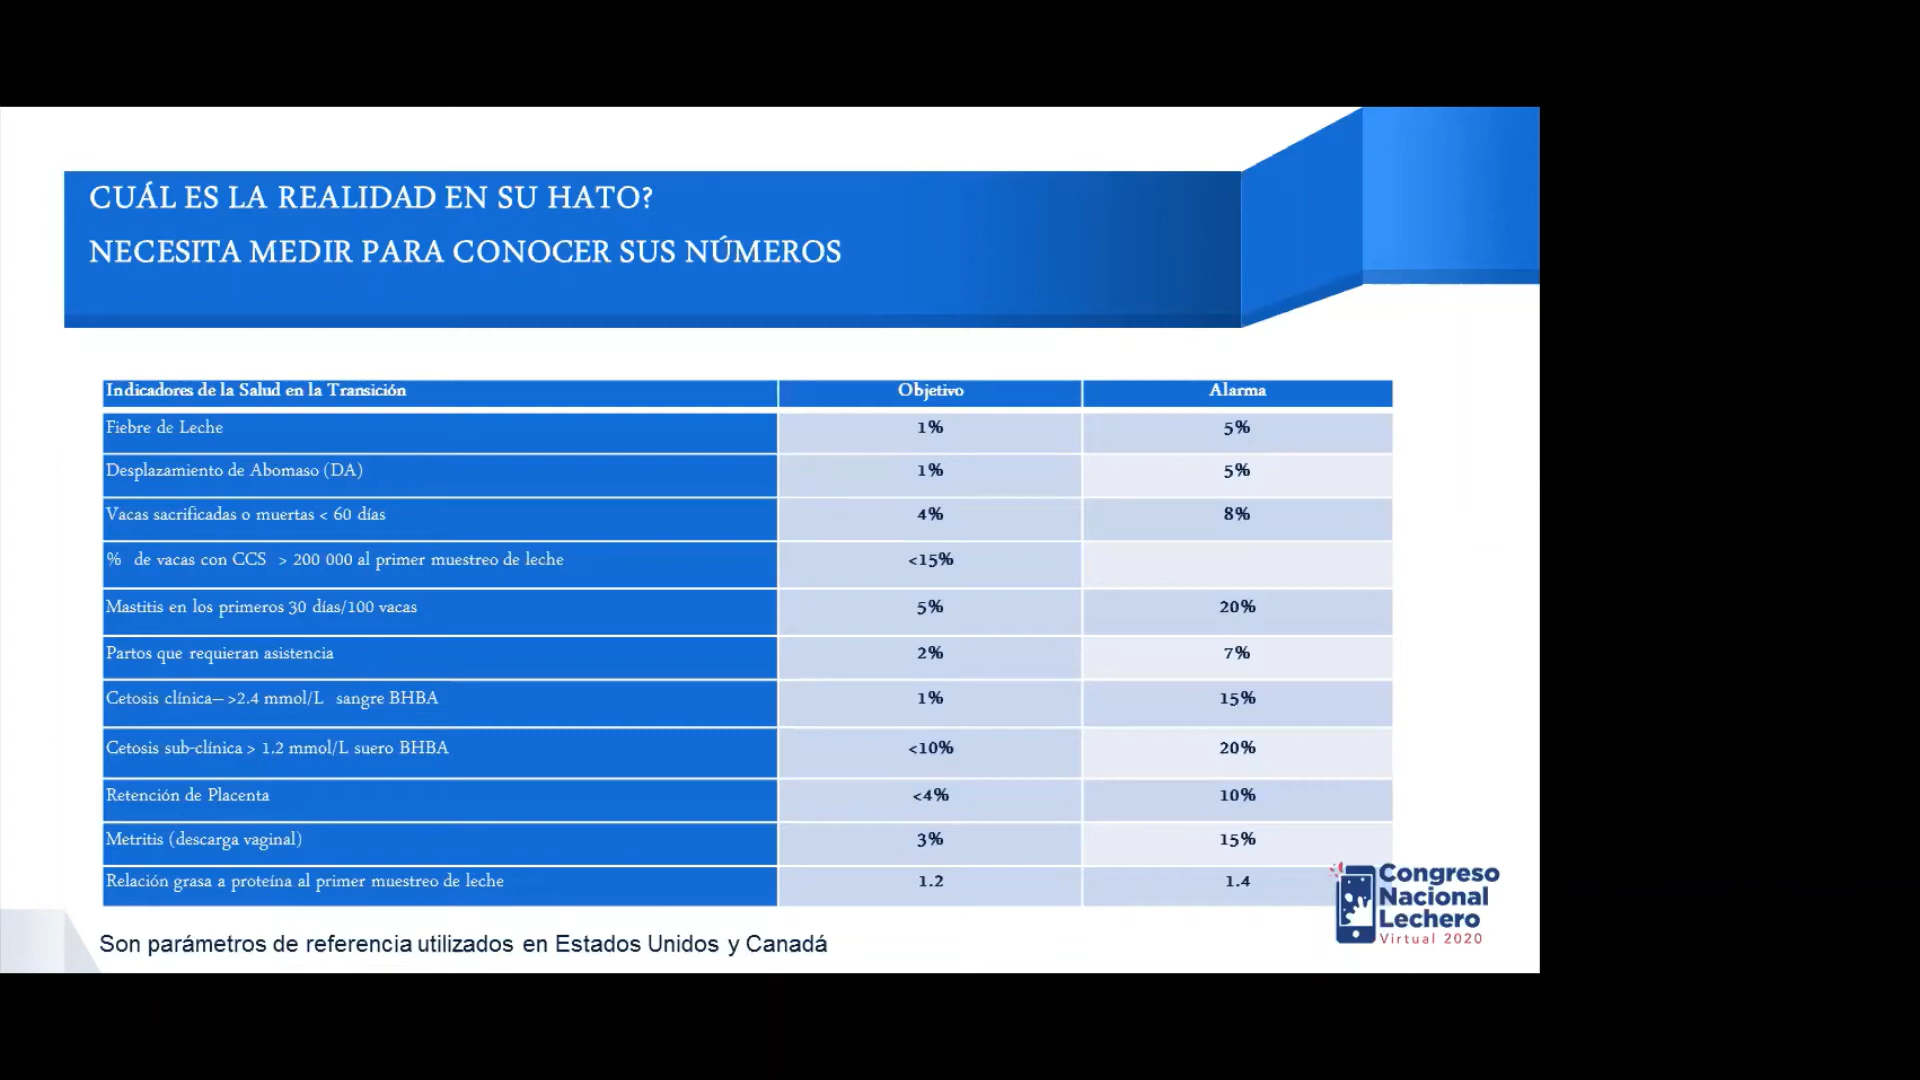 CUÁL ES LA REALIDAD EN SU HATO?
NECESITA MEDIR PARA CONOCER SUS NÚMEROS
Indicadores de la Salud en la Transición Objetivo Alarma
Fiebre de Leche 1% 5%
Desplazamiento de Abomaso (DA) 1% 5%
Vacas sacrificadas o muertas < 60 días 4% 8%
% de vacas con CCS > 200 000 al primer muestreo de leche <15%
Mastitis en los primeros 30 días/100 vacas 5% 20%
Partos que requieran asistencia 2% 7%
Cetosis clínica– >2.4 mmol/L sangre BHBA 1% 15%
Cetosis sub-clínica > 1.2 mmol/L suero BHBA <10% 20%
Retención de Placenta <4% 10%
Metritis (descarga vaginal) 3% 15%
Relación grasa a proteína al primer muestreo de leche 1.2 1.4
Son parámetros de referencia utilizados en Estados Unidos y Canadá
Congreso
Nacional
Lechero
Virtual 2020